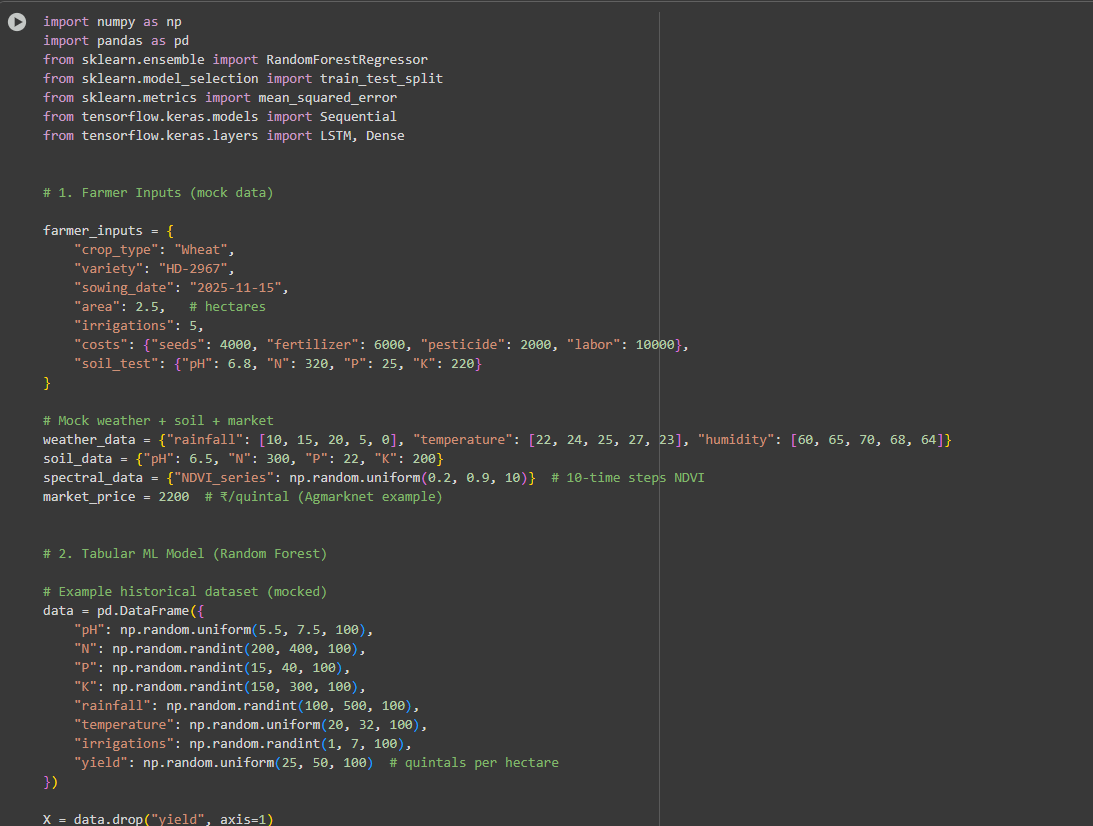 import numpy as np
import pandas as pd
from sklearn.ensemble import RandomForestRegressor
from sklearn.model_selection import train_test_split
from sklearn.metrics import mean_squared_error
from tensorflow.keras.models import Sequential
from tensorflow.keras.layers import LSTM, Dense
# 1. Farmer Inputs (mock data)
farmer_inputs = {
    "crop_type": "Wheat",
    "variety": "HD-2967",
    "sowing_date": "2025-11-15",
    "area": 2.5,   # hectares
    "irrigations": 5,
    "costs": {"seeds": 4000, "fertilizer": 6000, "pesticide": 2000, "labor": 10000},
    "soil_test": {"pH": 6.8, "N": 320, "P": 25, "K": 220}
}
# Mock weather + soil + market
weather_data = {"rainfall": [10, 15, 20, 5, 0], "temperature": [22, 24, 25, 27, 23], "humidity": [60, 65, 70, 68, 64]}
soil_data = {"pH": 6.5, "N": 300, "P": 22, "K": 200}
spectral_data = {"NDVI_series": np.random.uniform(0.2, 0.9, 10)}  # 10-time steps NDVI
market_price = 2200  # ₹/quintal (Agmarknet example)
# 2. Tabular ML Model (Random Forest)
# Example historical dataset (mocked)
data = pd.DataFrame({
    "pH": np.random.uniform(5.5, 7.5, 100),
    "N": np.random.randint(200, 400, 100),
    "P": np.random.randint(15, 40, 100),
    "K": np.random.randint(150, 300, 100),
    "rainfall": np.random.randint(100, 500, 100),
    "temperature": np.random.uniform(20, 32, 100),
    "irrigations": np.random.randint(1, 7, 100),
    "yield": np.random.uniform(25, 50, 100)  # quintals per hectare
})
X = data.drop("yield", axis=1)